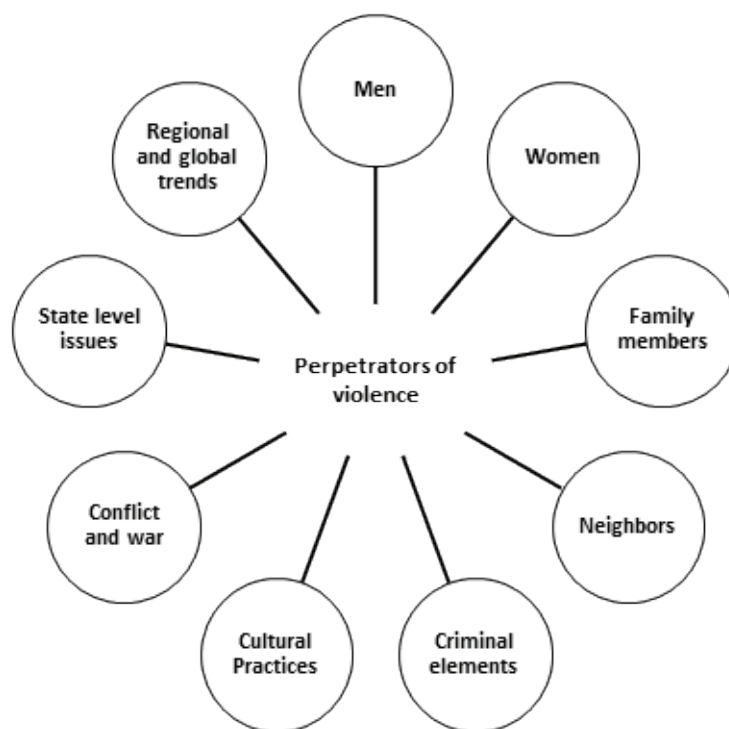 Men
Women
Family
members
Neighbors
Criminal
elements
Cultural
Practices
Conflict
and war
State level
issues
Regional
and global
trends
Perpetrators of
violence